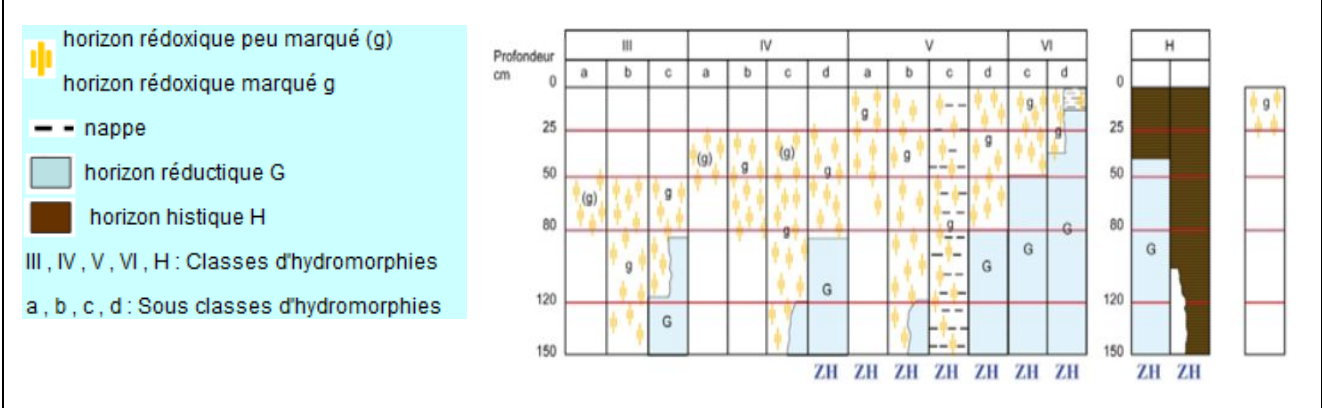 horizon rédoxique peu marqué (g)
horizon rédoxique marqué g
nappe
horizon réductique G
horizon histique H
III , IV , V , VI , H : Classes d'hydromorphies
a , b , c , d : Sous classes d'hydromorphies
Profondeur
cm
III IV V VI H
a b c a b c d a b c d c d
0 0
25 25
50 50
80 80
120 120
150 150
g g g
(g) g (g) g g g g
(g) g
g g G G G
g G G
G
ZH ZH ZH ZH ZH ZH ZH ZH ZH